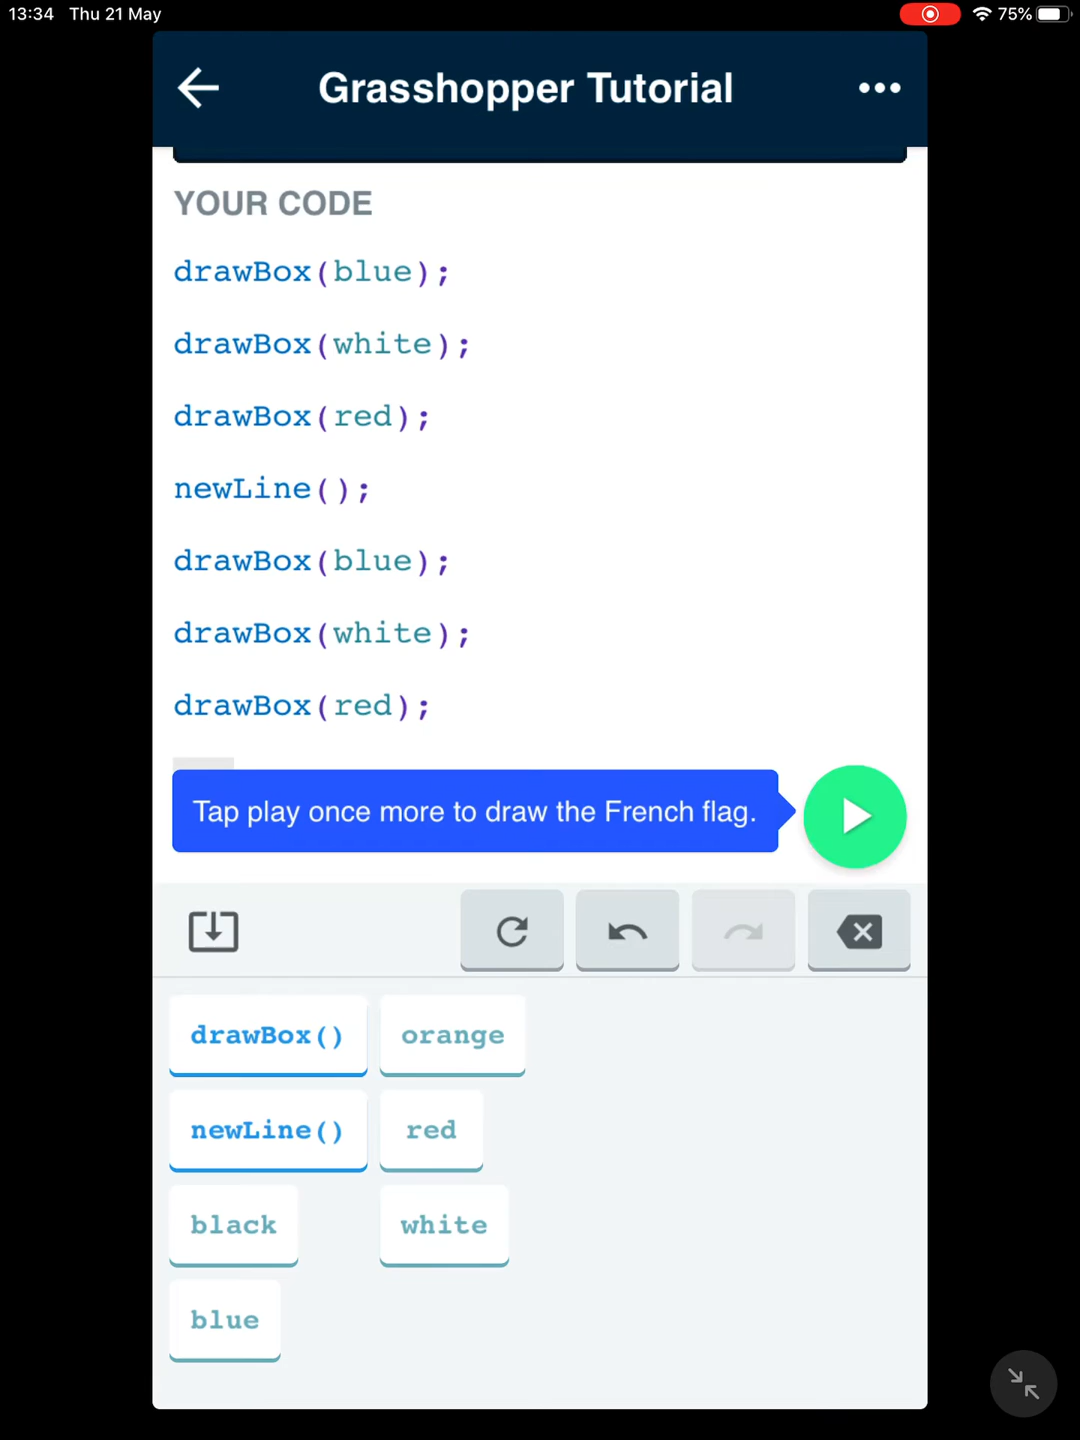 13:34 Thu 21 May 75%
Grasshopper Tutorial
YOUR CODE
drawBox(blue);
drawBox(white);
drawBox(red);
newLine();
drawBox(blue);
drawBox(white);
drawBox(red);
Tap play once more to draw the French flag.
drawBox() orange
newLine() red
black white
blue